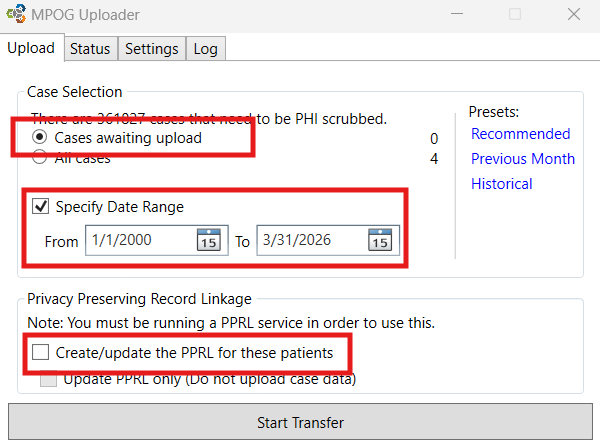 MPOG Uploader
Upload Status Settings Log
Case Selection
There are 361827 cases that need to be PHI scrubbed.
Cases awaiting upload 0
All cases 4
Presets:
Recommended
Previous Month
Historical
Specify Date Range
From 1/1/2000 15 To 3/31/2026 15
Privacy Preserving Record Linkage
Note: You must be running a PPRL service in order to use this.
Create/update the PPRL for these patients
Update PPRL only (Do not upload case data)
Start Transfer